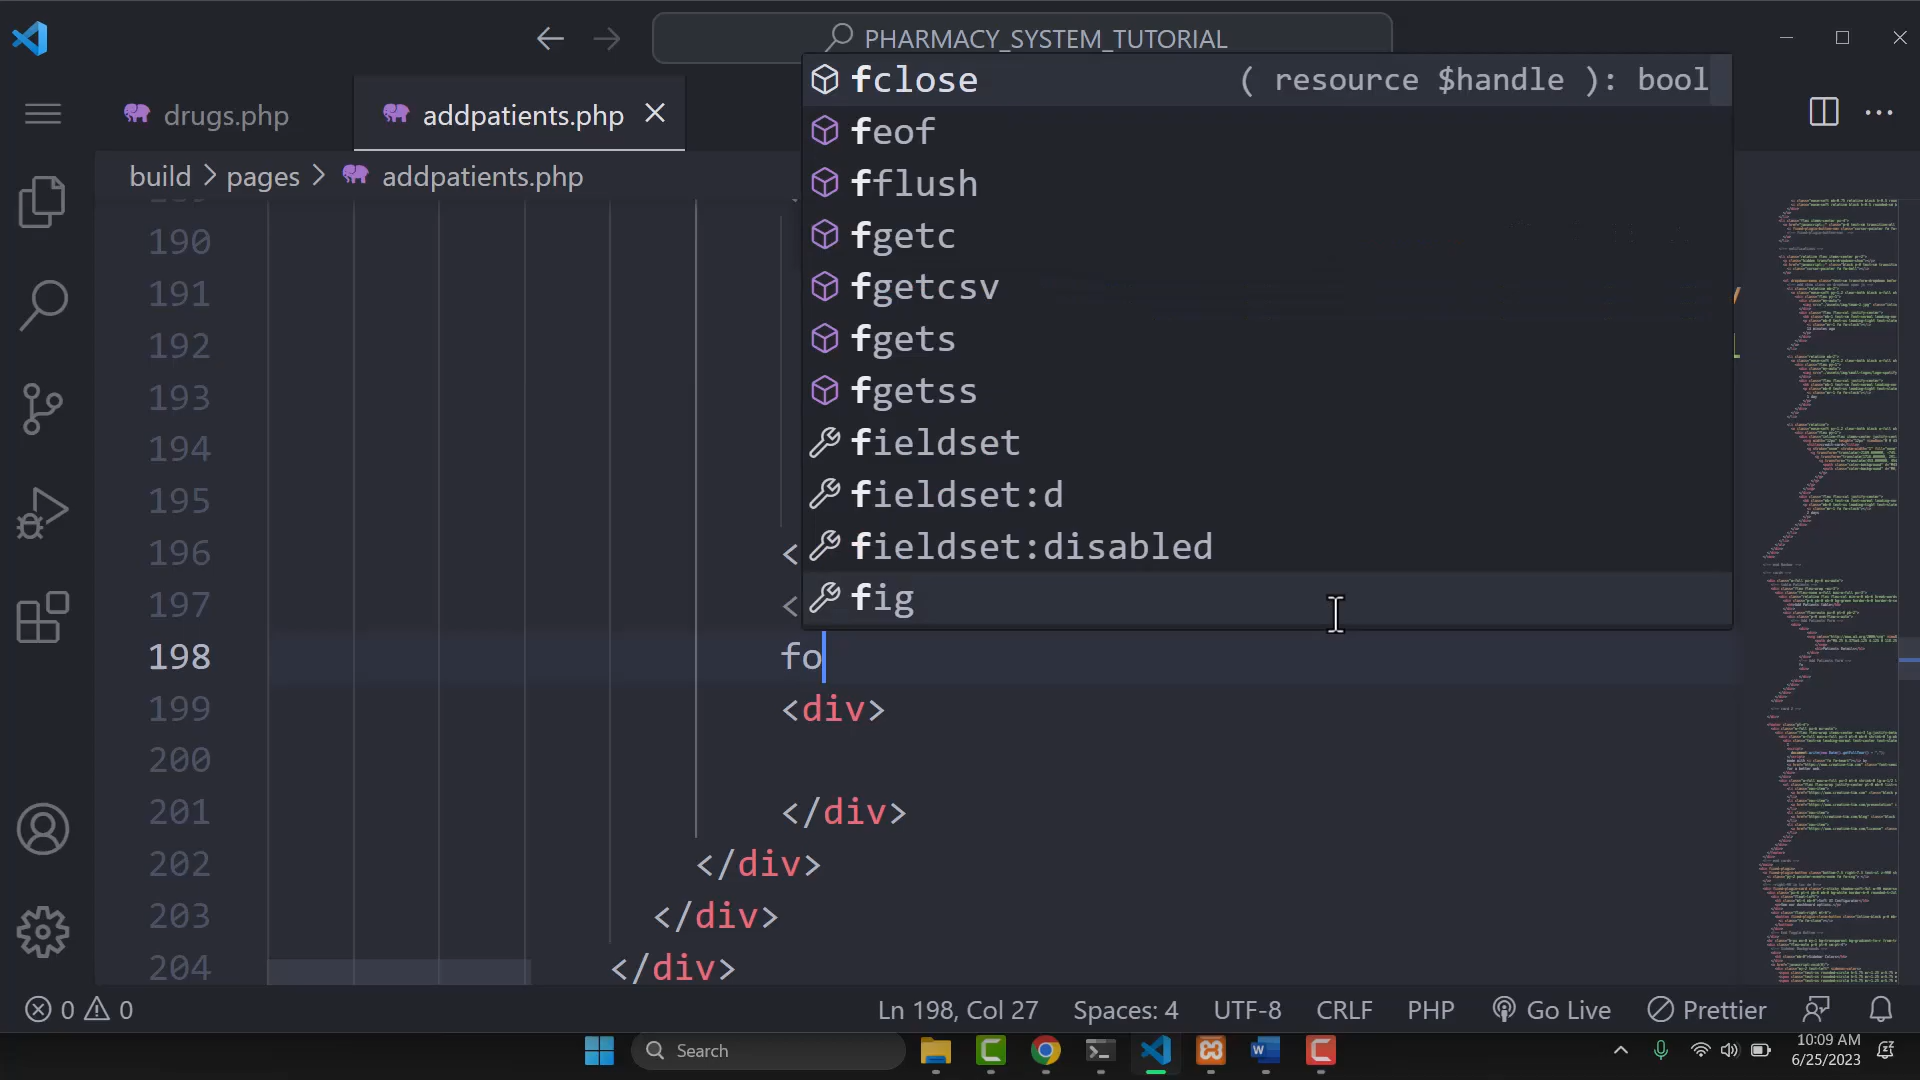 PHARMACY_SYSTEM_TUTORIAL
drugs.php
addpatients.php
build > pages > addpatients.php
fclose ( resource $handle ): bool
feof
fflush
fgetc
fgetcsv
fgets
fgetss
fieldset
fieldset:d
fieldset:disabled
fig
190
191
192
193
194
195
196 <
197 <
198 fo
199 <div>
200
201 </div>
202 </div>
203 </div>
204 </div>
0 0
Ln 198, Col 27 Spaces: 4 UTF-8 CRLF PHP Go Live Prettier
Search
10:09 AM
6/25/2023